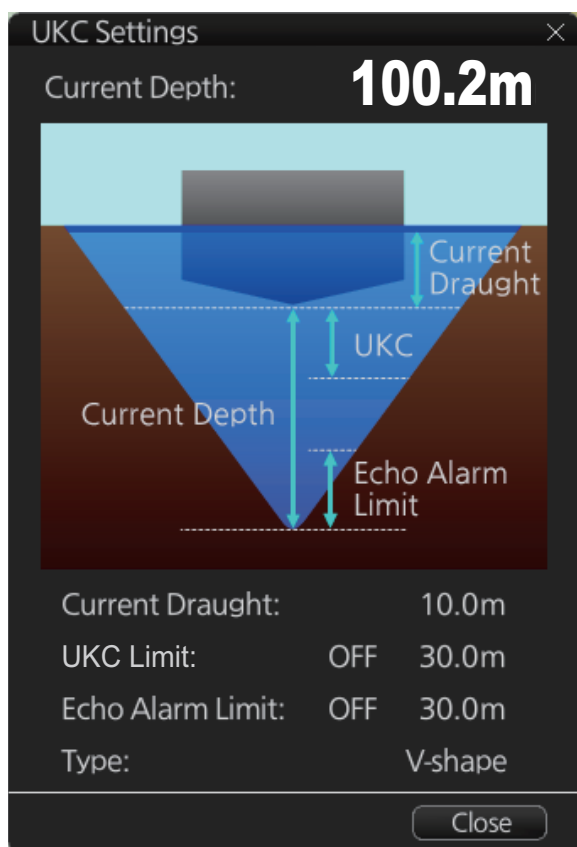 UKC Settings ×
Current Depth: 100.2m
Current
Draught
UKC
Current Depth
Echo Alarm
Limit
Current Draught: 10.0m
UKC Limit: OFF 30.0m
Echo Alarm Limit: OFF 30.0m
Type: V-shape
Close